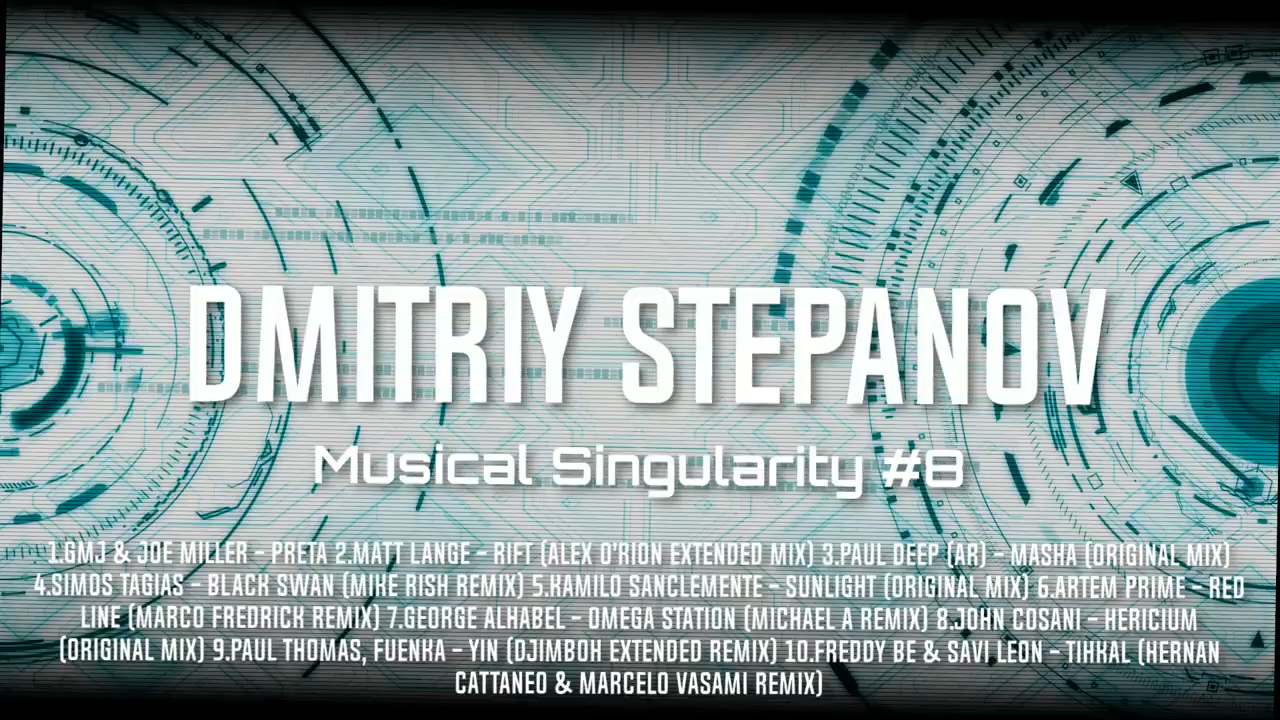 DMITRIY STEPANOV
Musical Singularity #8
1.GMJ & JOE MILLER – PRETA 2.MATT LANGE – RIFT (ALEX O'RION EXTENDED MIX) 3.PAUL DEEP (AR) – MASHA (ORIGINAL MIX)
4.SIMOS TAGIAS – BLACK SWAN (MIKE RISH REMIX) 5.KAMILO SANCLEMENTE – SUNLIGHT (ORIGINAL MIX) 6.ARTEM PRIME – RED
LINE (MARCO FREDRICK REMIX) 7.GEORGE ALHABEL – OMEGA STATION (MICHAEL A REMIX) 8.JOHN COSANI – HERICIUM
(ORIGINAL MIX) 9.PAUL THOMAS, FUENKA – YIN (DJIMBOH EXTENDED REMIX) 10.FREDDY BE & SAVI LEON – TIHKAL (HERNAN
CATTANEO & MARCELO VASAMI REMIX)